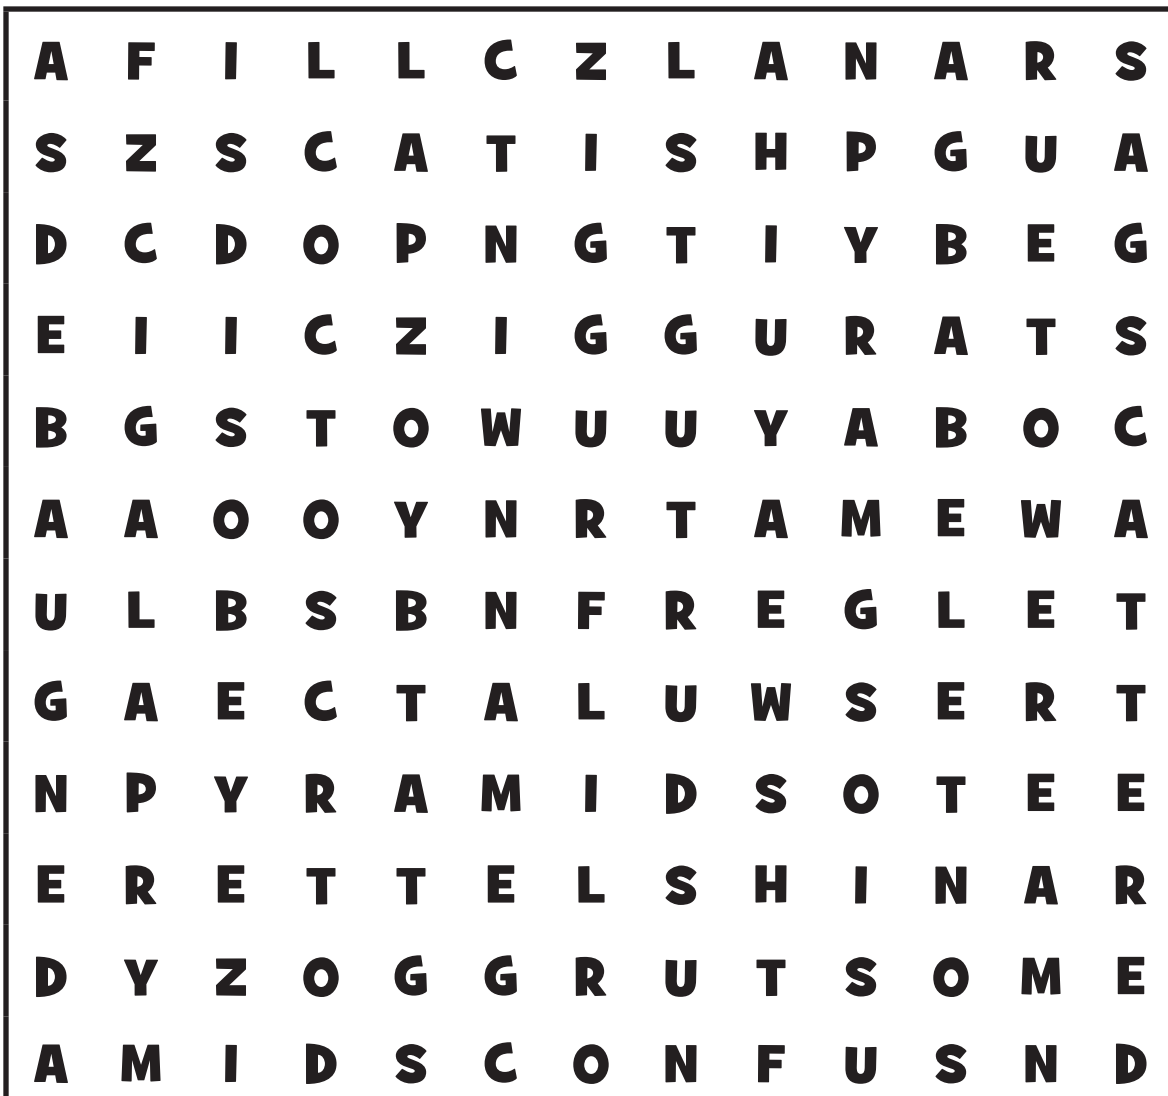 A F I L L C Z L A N A R S
S Z S C A T I S H P G U A
D C D O P N G T I Y B E G
E I I C Z I G G U R A T S
B G S T O W U U Y A B O C
A A O O Y N R T A M E W A
U L B S B N F R E G L E T
G A E C T A L U W S E R T
N P Y R A M I D S O T E E
E R E T T E L S H I N A R
D Y Z O G G R U T S O M E
A M I D S C O N F U S N D